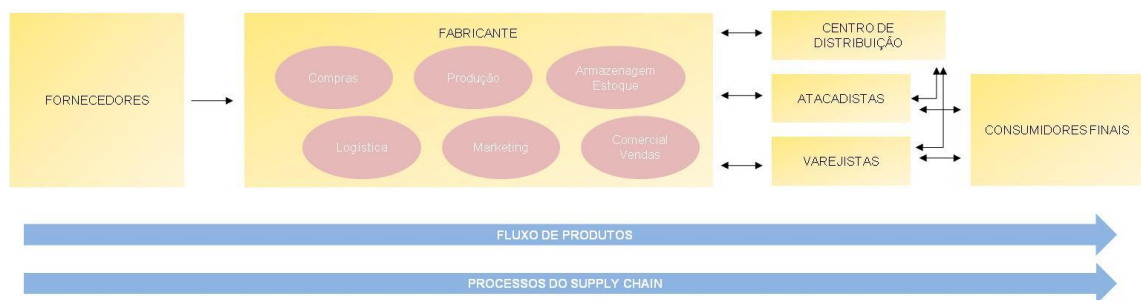 FORNECEDORES
FABRICANTE
Compras
Produção
Armazenagem
Estoque
Logística
Marketing
Comercial
Vendas
CENTRO DE
DISTRIBUIÇÃO
ATACADISTAS
VAREJISTAS
CONSUMIDORES FINAIS
FLUXO DE PRODUTOS
PROCESSOS DO SUPPLY CHAIN